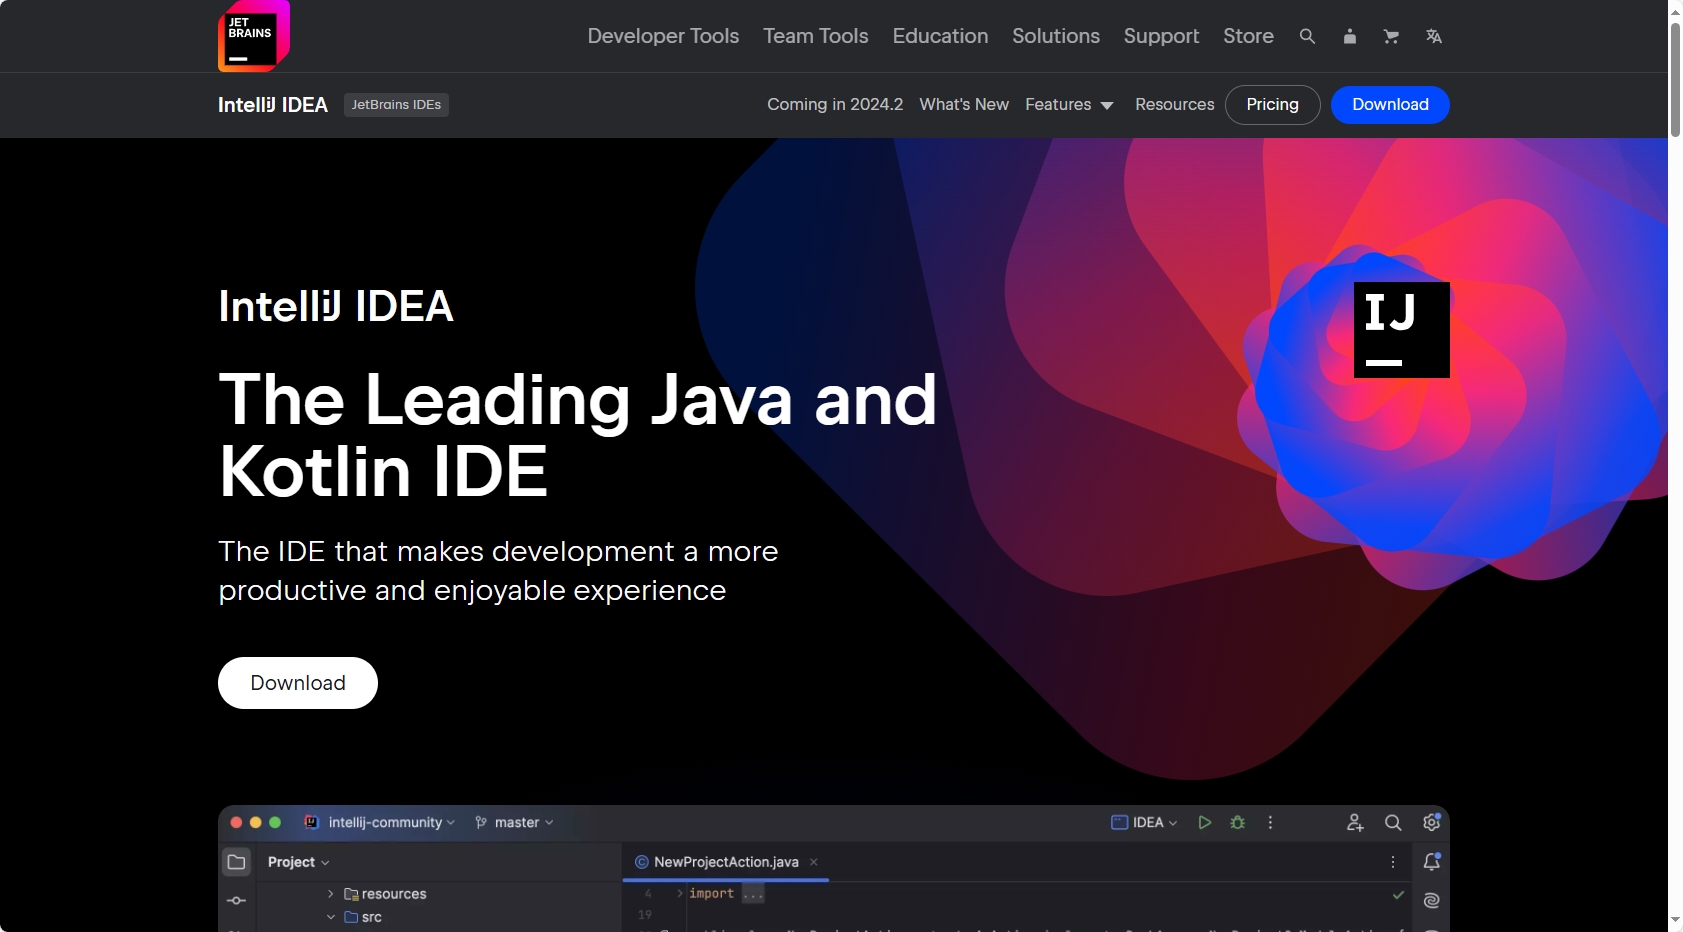 JET
BRAINS
Developer Tools Team Tools Education Solutions Support Store
IntelliJ IDEA JetBrains IDEs Coming in 2024.2 What's New Features Resources Pricing Download
IJ
IntelliJ IDEA
The Leading Java and
Kotlin IDE
The IDE that makes development a more
productive and enjoyable experience
Download
intellij-community master IDEA
Project NewProjectAction.java
resources 4 import ...
src 19